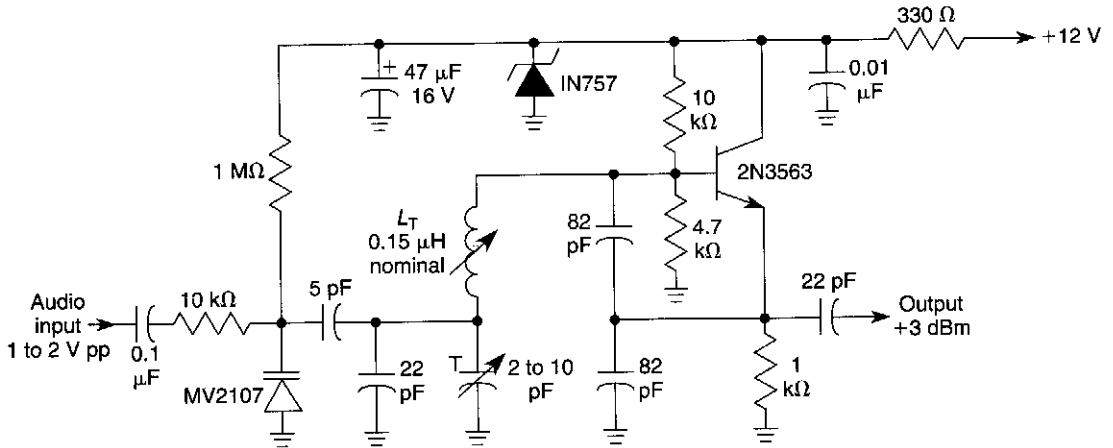 330 Ω
+12 V
+
47 μF
16 V
IN757
0.01
μF
10
kΩ
1 MΩ
2N3563
L_T
0.15 μH
nominal
82
pF
4.7
kΩ
Audio
input
1 to 2 V pp
0.1
μF
10 kΩ
5 pF
22 pF
Output
+3 dBm
MV2107
22
pF
T
2 to 10
pF
82
pF
1
kΩ